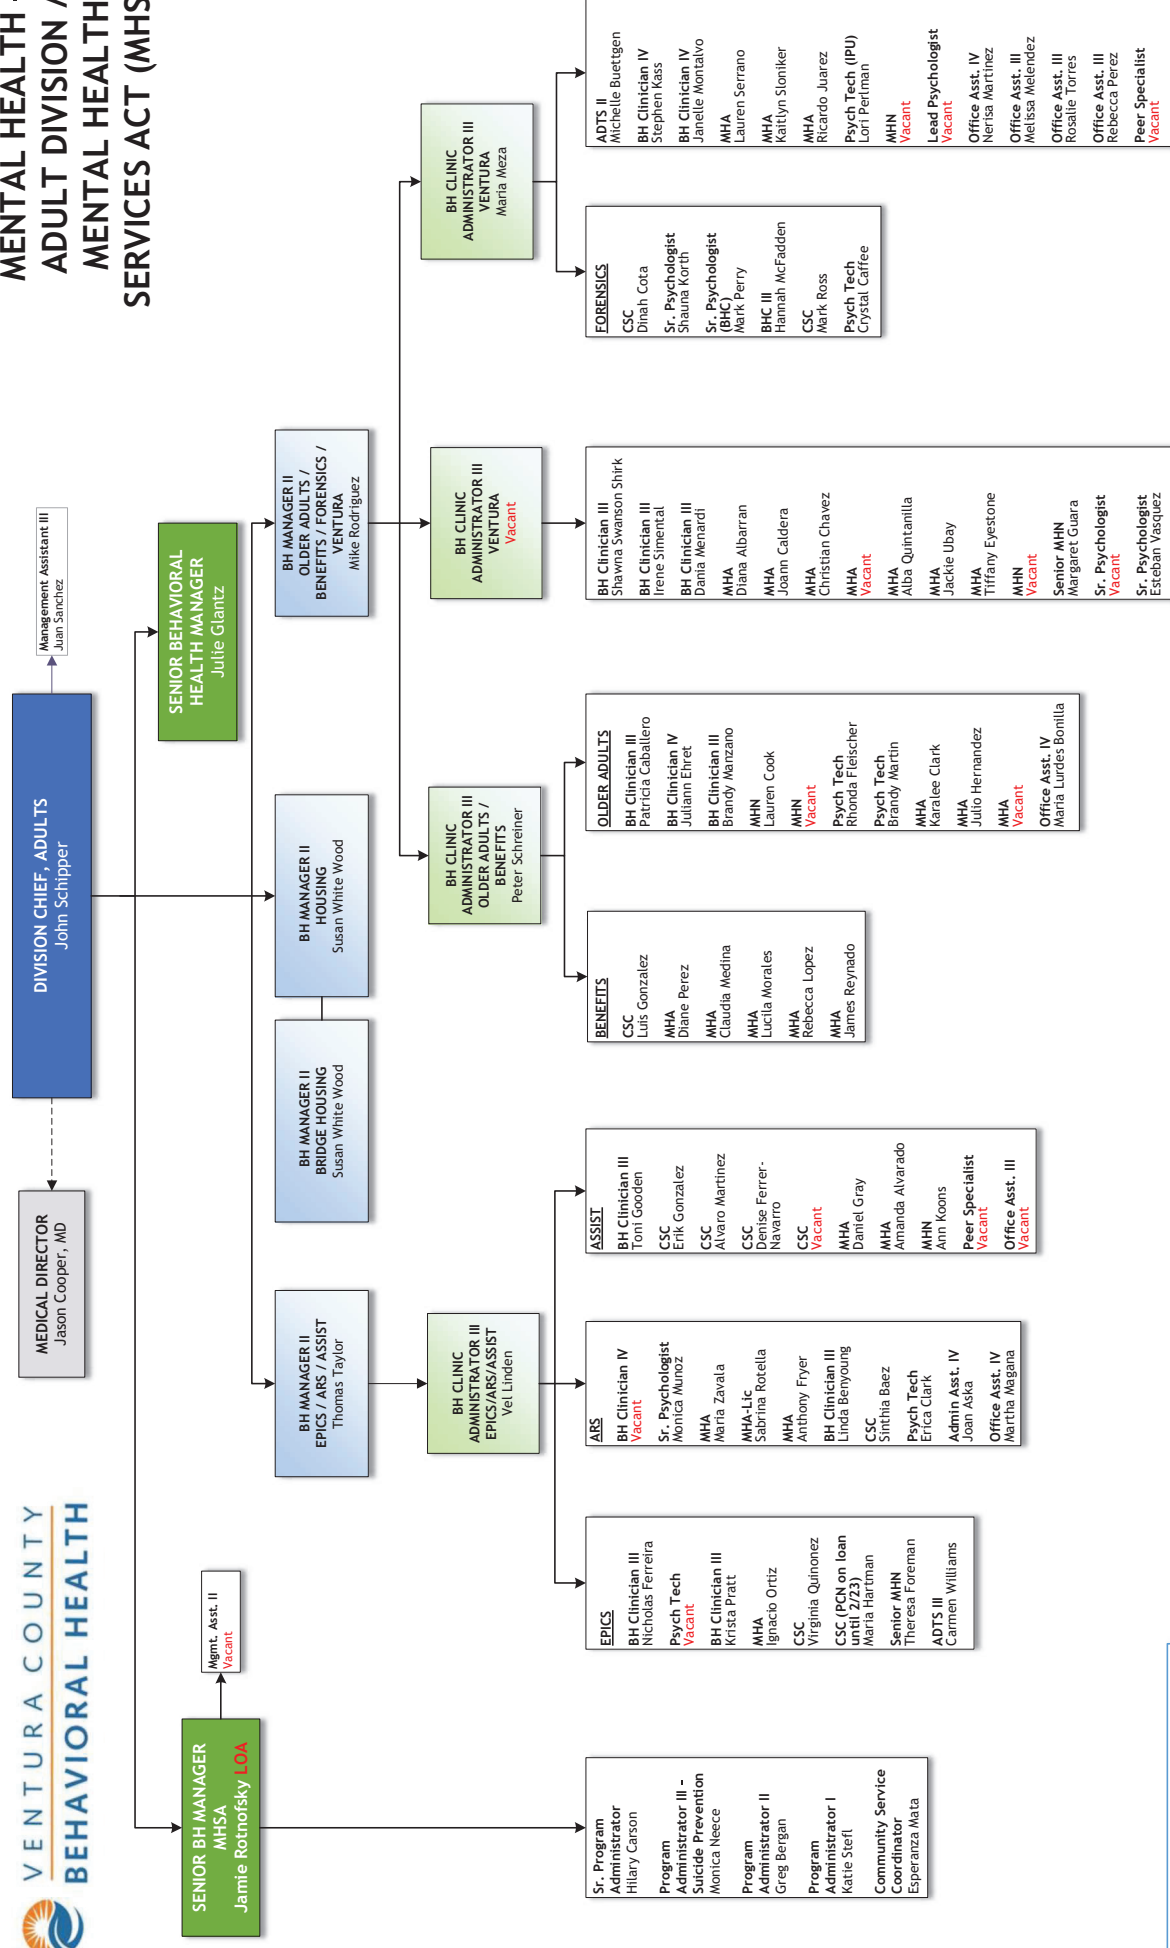 VENTURA COUNTY
BEHAVIORAL HEALTH
MENTAL HEALTH
ADULT DIVISION /
MENTAL HEALTH
SERVICES ACT (MHS
MEDICAL DIRECTOR
Jason Cooper, MD
DIVISION CHIEF, ADULTS
John Schipper
Management Assistant III
Juan Sanchez
SENIOR BH MANAGER
MHSA
Jamie Rotnofsky LOA
Mgmt. Asst. II
Vacant
SENIOR BEHAVIORAL
HEALTH MANAGER
Julie Glantz
BH MANAGER II
EPICS / ARS / ASSIST
Thomas Taylor
BH MANAGER II
BRIDGE HOUSING
Susan White Wood
BH MANAGER II
HOUSING
Susan White Wood
BH MANAGER II
OLDER ADULTS /
BENEFITS / FORENSICS /
VENTURA
Mike Rodriguez
BH CLINIC
ADMINISTRATOR III
EPICS/ARS/ASSIST
Vel Linden
BH CLINIC
ADMINISTRATOR III
OLDER ADULTS /
BENEFITS
Peter Schreiner
BH CLINIC
ADMINISTRATOR III
VENTURA
Vacant
BH CLINIC
ADMINISTRATOR III
VENTURA
Maria Meza
Sr. Program
Administrator
Hilary Carson
Program
Administrator III –
Suicide Prevention
Monica Neece
Program
Administrator II
Greg Bergan
Program
Administrator I
Katie Stefl
Community Service
Coordinator
Esperanza Mata
EPICS
BH Clinician III
Nicholas Ferreira
Psych Tech
Vacant
BH Clinician III
Krista Pratt
MHA
Ignacio Ortiz
CSC
Virginia Quinonez
CSC (PCN on loan
until 2/23)
Maria Hartman
Senior MHN
Theresa Foreman
ADTS III
Carmen Williams
ARS
BH Clinician IV
Vacant
Sr. Psychologist
Monica Munoz
MHA
Maria Zavala
MHA-Lic
Sabrina Rotella
MHA
Anthony Fryer
BH Clinician III
Linda Benyoung
CSC
Sinthia Baez
Psych Tech
Erica Clark
Admin Asst. IV
Joan Aska
Office Asst. IV
Martha Magana
ASSIST
BH Clinician III
Toni Gooden
CSC
Erik Gonzalez
CSC
Alvaro Martinez
CSC
Denise Ferrer-
Navarro
CSC
Vacant
MHA
Daniel Gray
MHA
Amanda Alvarado
MHN
Ann Koons
Peer Specialist
Vacant
Office Asst. III
Vacant
BENEFITS
CSC
Luis Gonzalez
MHA
Diane Perez
MHA
Claudia Medina
MHA
Lucila Morales
MHA
Rebecca Lopez
MHA
James Reynado
OLDER ADULTS
BH Clinician III
Patricia Caballero
BH Clinician IV
Juliann Ehret
BH Clinician III
Brandy Manzano
MHN
Lauren Cook
MHN
Vacant
Psych Tech
Rhonda Fleischer
Psych Tech
Brandy Martin
MHA
Karalee Clark
MHA
Julio Hernandez
MHA
Vacant
Office Asst. IV
Maria Lurdes Bonilla
BH Clinician III
Shawna Swanson Shirk
BH Clinician III
Irene Simental
BH Clinician III
Dania Menardi
MHA
Diana Albarran
MHA
Joann Caldera
MHA
Christian Chavez
MHA
Vacant
MHA
Alba Quintanilla
MHA
Jackie Ubay
MHA
Tiffany Eyestone
MHN
Vacant
Senior MHN
Margaret Guara
Sr. Psychologist
Vacant
Sr. Psychologist
Esteban Vasquez
FORENSICS
CSC
Dinah Cota
Sr. Psychologist
Shauna Korth
Sr. Psychologist
(BHC)
Mark Perry
BHC III
Hannah McFadden
CSC
Mark Ross
Psych Tech
Crystal Caffee
ADTS II
Michelle Buettgen
BH Clinician IV
Stephen Kass
BH Clinician IV
Janelle Montalvo
MHA
Lauren Serrano
MHA
Kaitlyn Sloniker
MHA
Ricardo Juarez
Psych Tech (IPU)
Lori Perlman
MHN
Vacant
Lead Psychologist
Vacant
Office Asst. IV
Nerisa Martinez
Office Asst. III
Melissa Melendez
Office Asst. III
Rosalie Torres
Office Asst. III
Rebecca Perez
Peer Specialist
Vacant